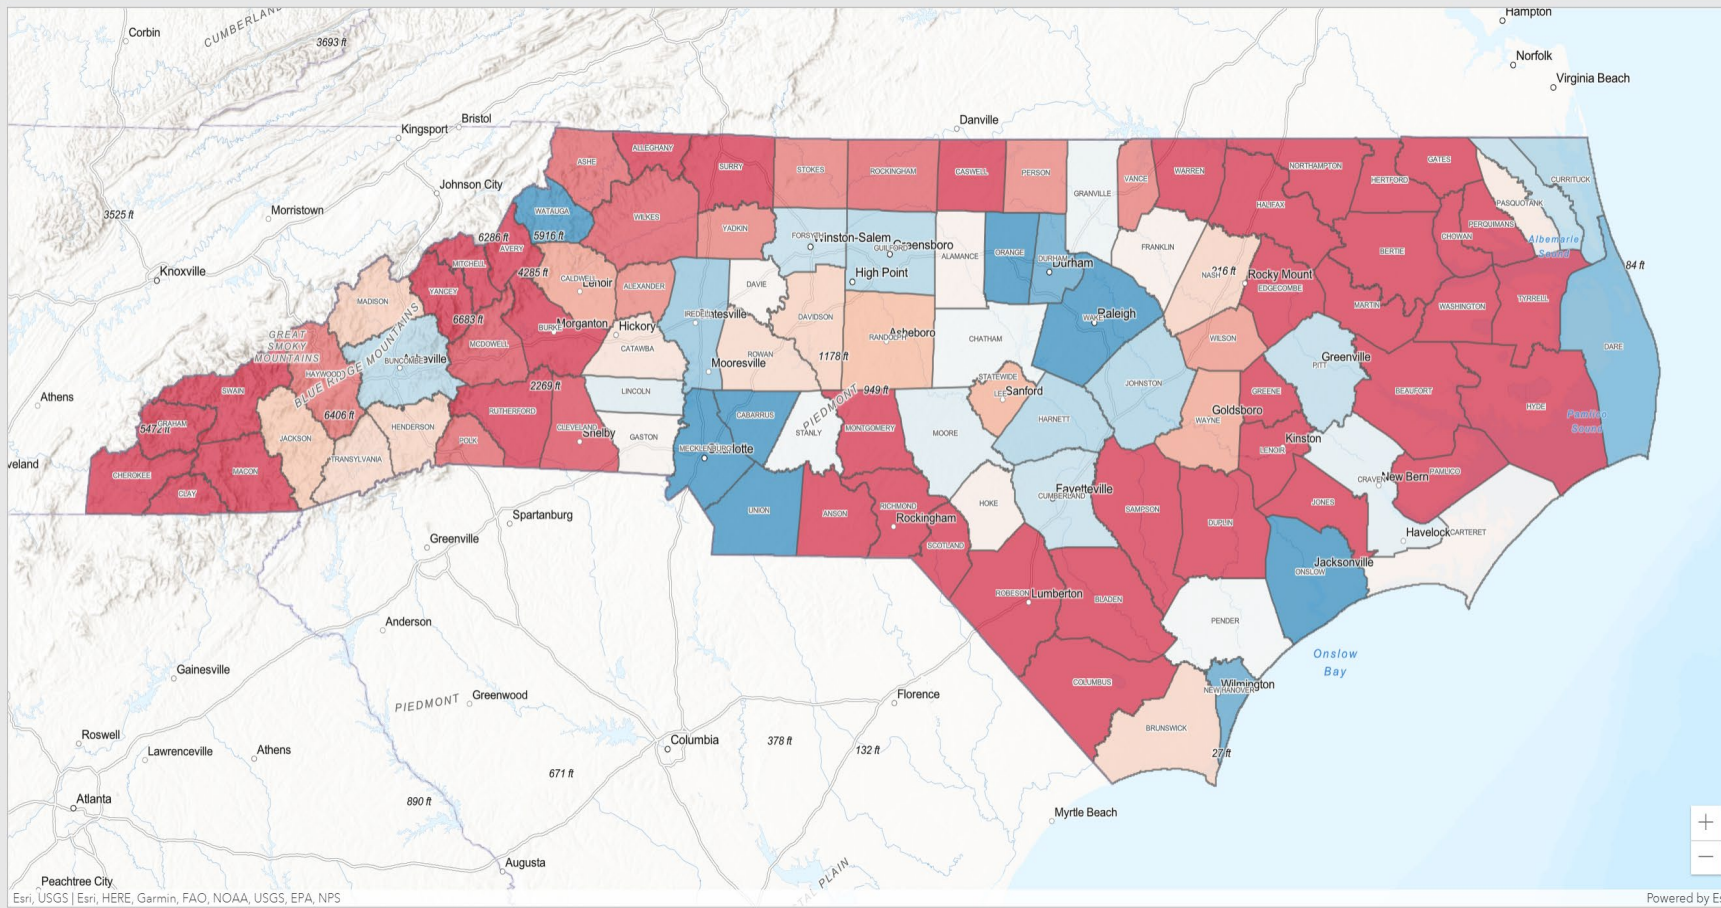 Hampton
Corbin
CUMBERLAN
3693 ft
Norfolk
Virginia Beach
Bristol
Danville
Kingsport
ALLEGHANY
ASHE
SURRY
STOKES
ROCKINGHAM
CASWELL
PERSON
VANCE
WARREN
NORTHAMPTON
GATES
HERTFORD
CURRITUCK
Johnson City
GRANVILLE
HALIFAX
PASQUOTANK
Morristown
3525 ft
WATAUGA
WILKES
YADKIN
PERQUIMANS
CHOWAN
5916 ft
6286 ft
AVERY
FORSYTH
Winston-Salem
GUILFORD
Greensboro
ALAMANCE
ORANGE
DURHAM
Durham
FRANKLIN
BERTIE
Albemarle
Sound
Knoxville
MITCHELL
4285 ft
CALDWELL
Lenoir
ALEXANDER
High Point
DAVIE
NASH
216 ft
Rocky Mount
EDGECOMBE
84 ft
YANCEY
MADISON
IREDELL
Statesville
DAVIDSON
WAKE
Raleigh
MARTIN
WASHINGTON
TYRRELL
6683 ft
BURKE
Morganton
Hickory
RANDOLPH
Asheboro
CHATHAM
WILSON
GREAT
SMOKY
MOUNTAINS
MCDOWELL
CATAWBA
ROWAN
1178 ft
DARE
BUNCOMBE
Asheville
BLUE RIDGE MOUNTAINS
Mooresville
Greenville
PITT
HAYWOOD
STATEWIDE
LEE
Sanford
JOHNSTON
SWAIN
2269 ft
LINCOLN
949 ft
PIEDMONT
GREENE
BEAUFORT
HYDE
Athens
6406 ft
RUTHERFORD
CABARRUS
Goldsboro
WAYNE
HARNETT
Pamlico
Sound
GRAHAM
5472 ft
HENDERSON
CLEVELAND
Shelby
GASTON
STANLY
MONTGOMERY
MOORE
JACKSON
POLK
MECKLENBURG
Charlotte
Kinston
LENOIR
veland
TRANSYLVANIA
CHEROKEE
MACON
CRAVEN
New Bern
PAMLICO
CLAY
HOKE
CUMBERLAND
Fayetteville
UNION
ANSON
RICHMOND
Rockingham
SAMPSON
DUPLIN
JONES
Spartanburg
Greenville
SCOTLAND
Havelock
CARTERET
Jacksonville
ONSLOW
ROBESON
Lumberton
BLADEN
Anderson
PENDER
Onslow
Bay
Gainesville
COLUMBUS
Wilmington
NEW HANOVER
PIEDMONT
Greenwood
Florence
BRUNSWICK
Roswell
Lawrenceville
Athens
Columbia
378 ft
132 ft
27 ft
671 ft
Atlanta
890 ft
Myrtle Beach
Augusta
TAL PLAIN
Peachtree City
Esri, USGS | Esri, HERE, Garmin, FAO, NOAA, USGS, EPA, NPS
Powered by Es